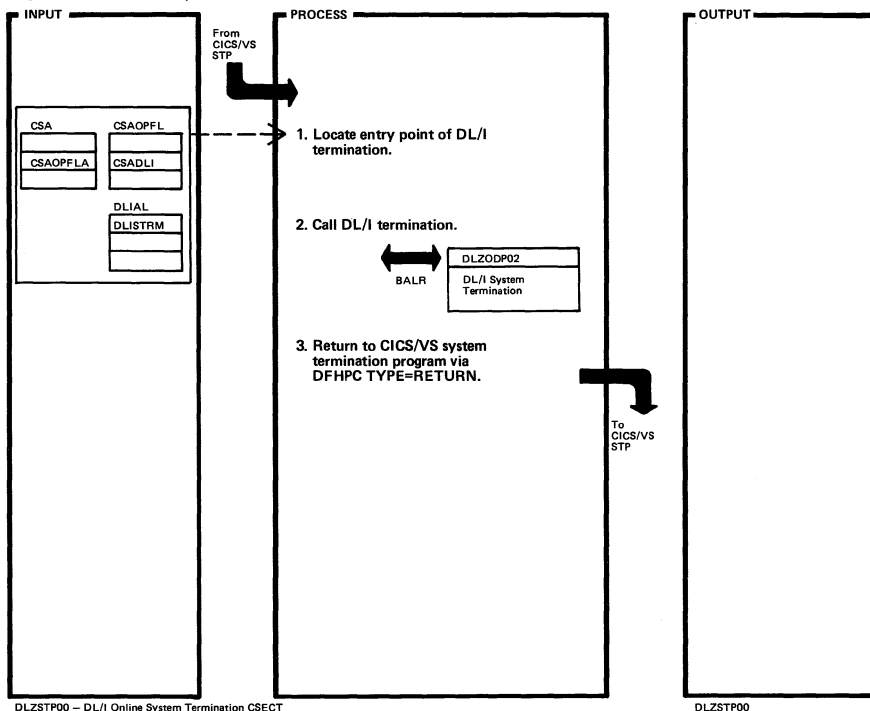 INPUT
PROCESS
OUTPUT
From
CICS/VS
STP
CSA
CSAOPFL
CSAOPFLA
CSADLI
DLIAL
DLISTRM
1. Locate entry point of DL/I
termination.
2. Call DL/I termination.
BALR
DLZODP02
DL/I System
Termination
3. Return to CICS/VS system
termination program via
DFHPC TYPE=RETURN.
To
CICS/VS
STP
DLZSTP00 — DL/I Online System Termination CSECT
DLZSTP00